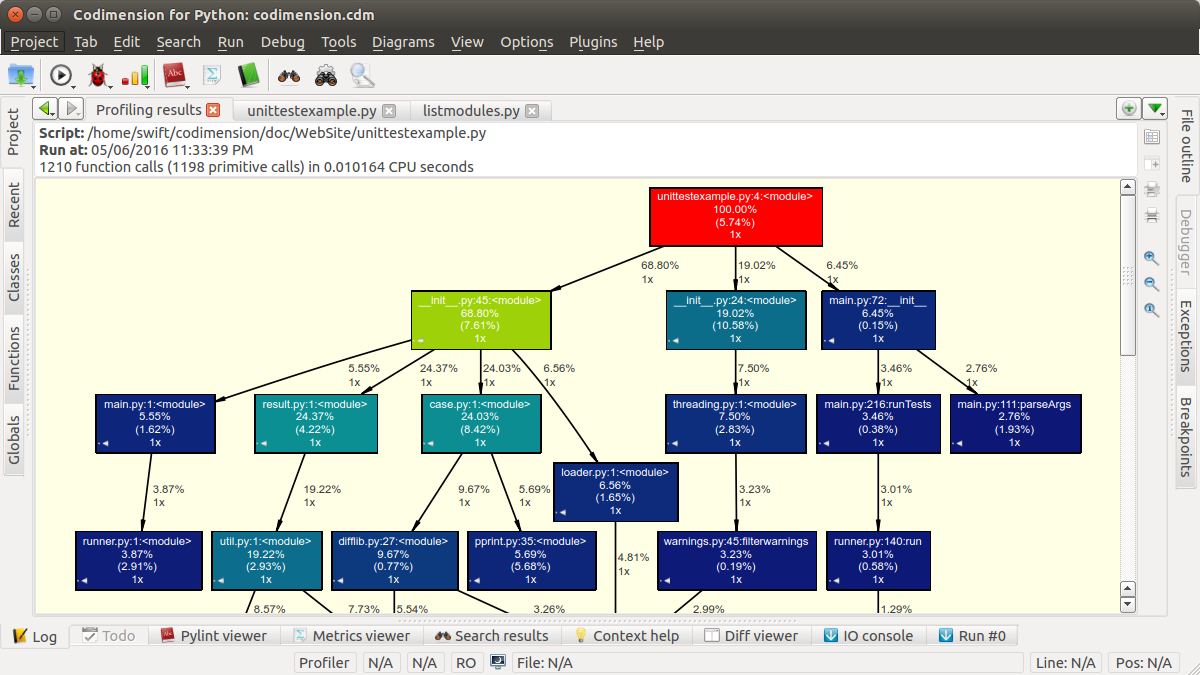 Codimension for Python: codimension.cdm
Project Tab Edit Search Run Debug Tools Diagrams View Options Plugins Help
Abc
Profiling results unittestexample.py listmodules.py
Project
Recent
Classes
Functions
Globals
Script: /home/swift/codimension/doc/WebSite/unittestexample.py
Run at: 05/06/2016 11:33:39 PM
1210 function calls (1198 primitive calls) in 0.010164 CPU seconds
unittestexample.py:4:<module>
100.00%
(5.74%)
1x
68.80%
1x
19.02%
1x
6.45%
1x
__init__.py:45:<module>
68.80%
(7.61%)
1x
__init__.py:24:<module>
19.02%
(10.58%)
1x
main.py:72:__init__
6.45%
(0.15%)
1x
5.55%
1x
24.37%
1x
24.03%
1x
6.56%
1x
7.50%
1x
3.46%
1x
2.76%
1x
main.py:1:<module>
5.55%
(1.62%)
1x
result.py:1:<module>
24.37%
(4.22%)
1x
case.py:1:<module>
24.03%
(8.42%)
1x
threading.py:1:<module>
7.50%
(2.83%)
1x
main.py:216:runTests
3.46%
(0.38%)
1x
main.py:111:parseArgs
2.76%
(1.93%)
1x
loader.py:1:<module>
6.56%
(1.65%)
1x
3.87%
1x
19.22%
1x
9.67%
1x
5.69%
1x
3.23%
1x
3.01%
1x
runner.py:1:<module>
3.87%
(2.91%)
1x
util.py:1:<module>
19.22%
(2.93%)
1x
difflib.py:27:<module>
9.67%
(0.77%)
1x
pprint.py:35:<module>
5.69%
(5.68%)
1x
4.81%
1x
warnings.py:45:filterwarnings
3.23%
(0.19%)
1x
runner.py:140:run
3.01%
(0.58%)
1x
8.57%
7.73%
5.54%
3.26%
2.99%
1.29%
File outline
Debugger
Exceptions
Breakpoints
Log Todo Pylint viewer Metrics viewer Search results Context help Diff viewer IO console Run #0
Profiler N/A N/A RO File: N/A Line: N/A Pos: N/A